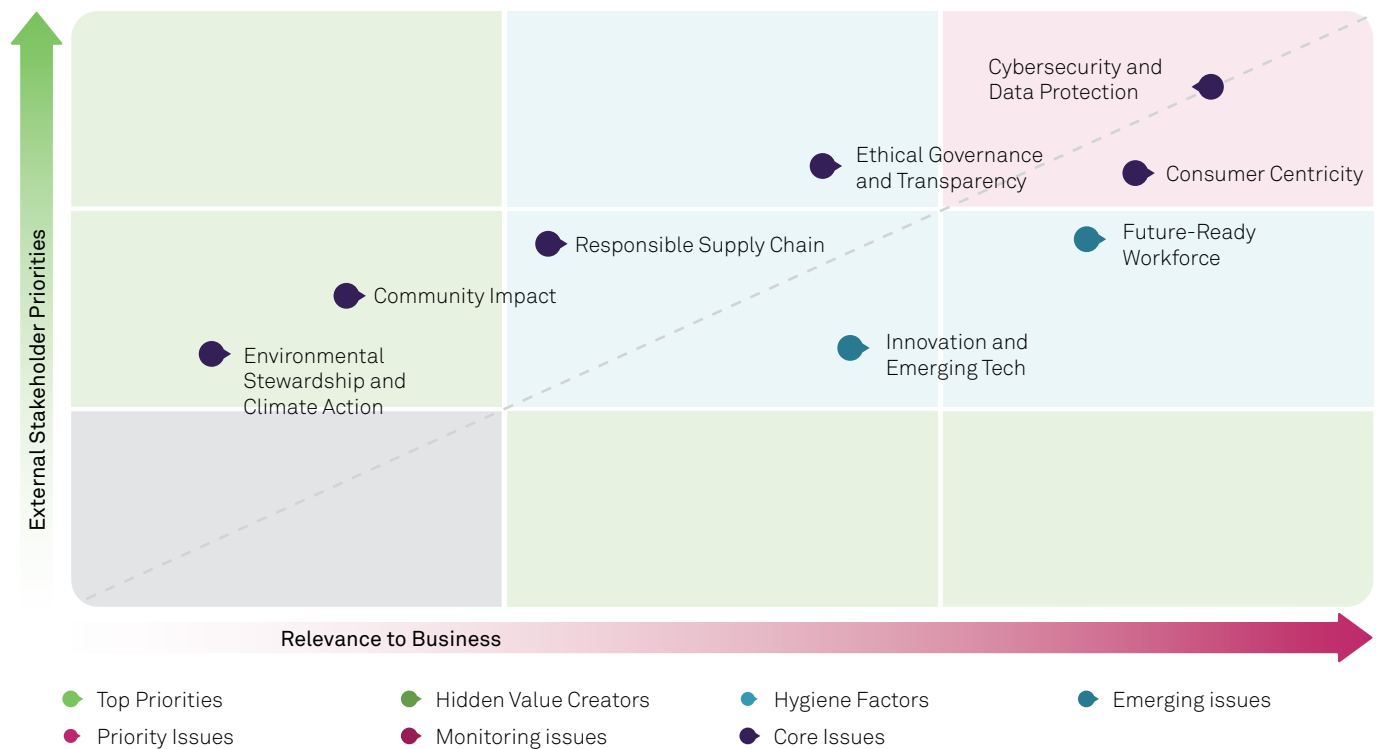 External Stakeholder Priorities
Cybersecurity and
Data Protection
Ethical Governance
and Transparency
Consumer Centricity
Responsible Supply Chain
Future-Ready
Workforce
Community Impact
Environmental
Stewardship and
Climate Action
Innovation and
Emerging Tech
Relevance to Business
Top Priorities
Hidden Value Creators
Hygiene Factors
Emerging issues
Priority Issues
Monitoring issues
Core Issues